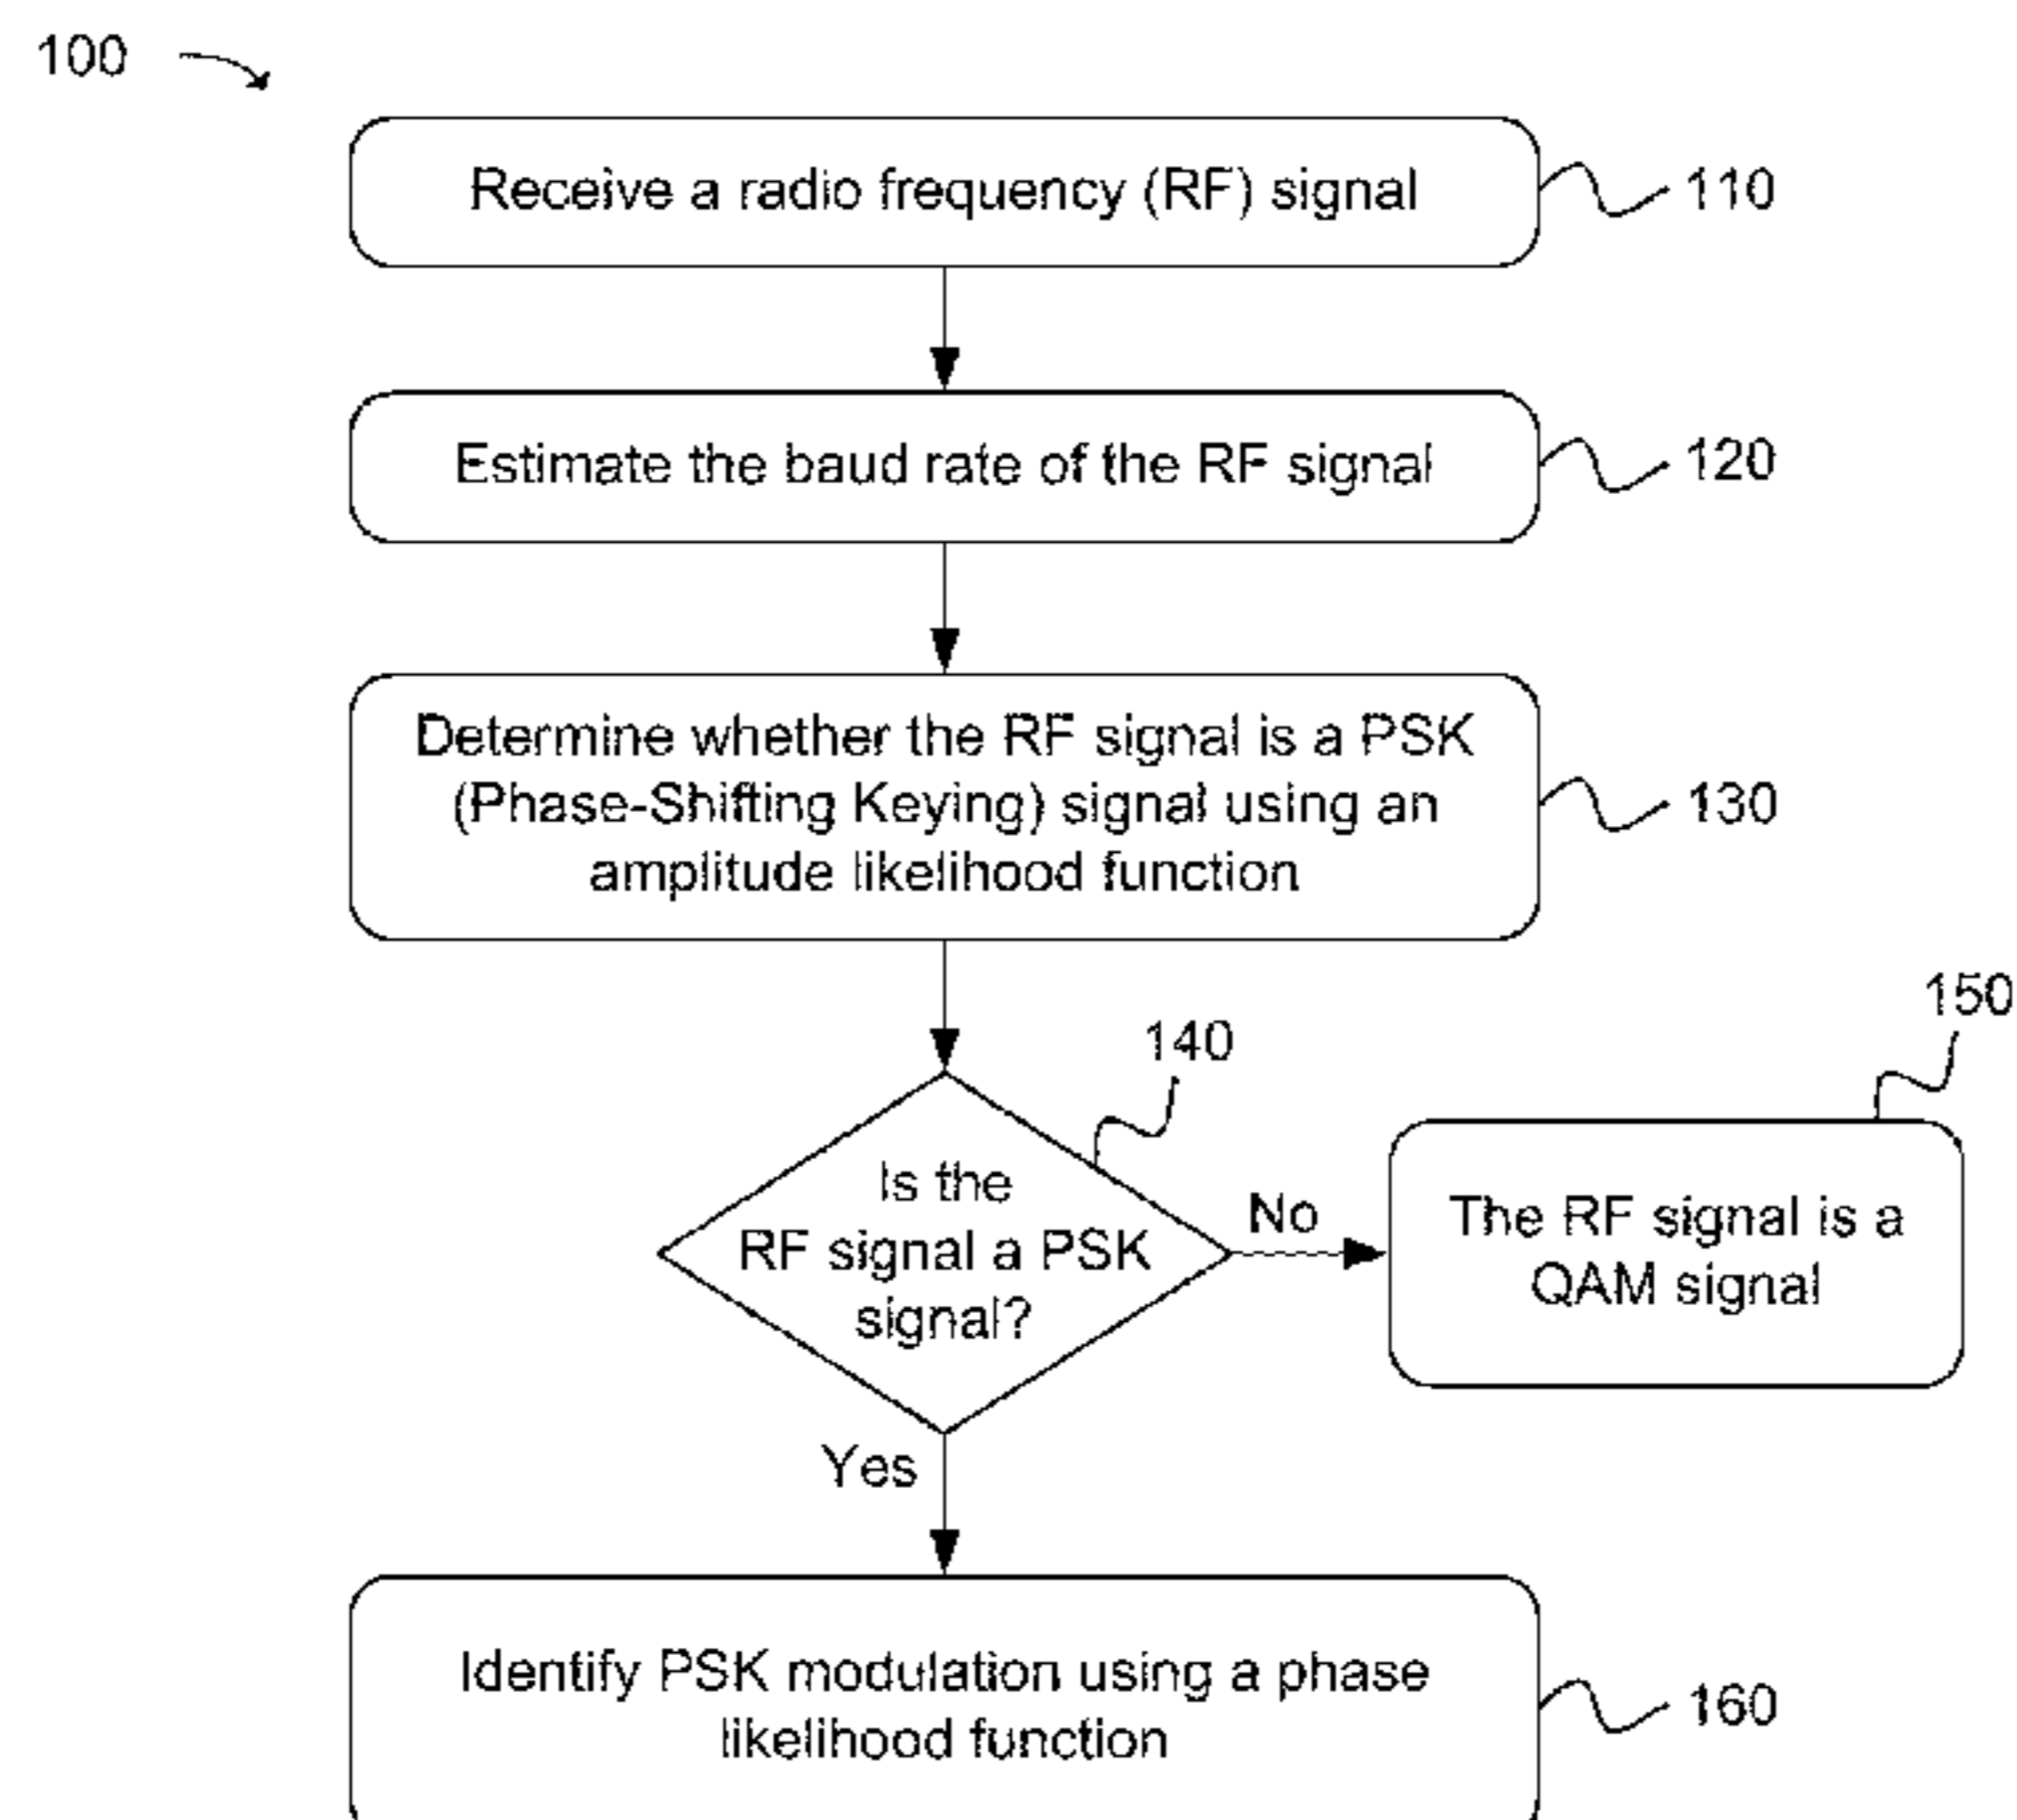 100
Receive a radio frequency (RF) signal
110
Estimate the baud rate of the RF signal
120
Determine whether the RF signal is a PSK
(Phase-Shifting Keying) signal using an
amplitude likelihood function
130
140
Is the
RF signal a PSK
signal?
No
150
The RF signal is a
QAM signal
Yes
Identify PSK modulation using a phase
likelihood function
160